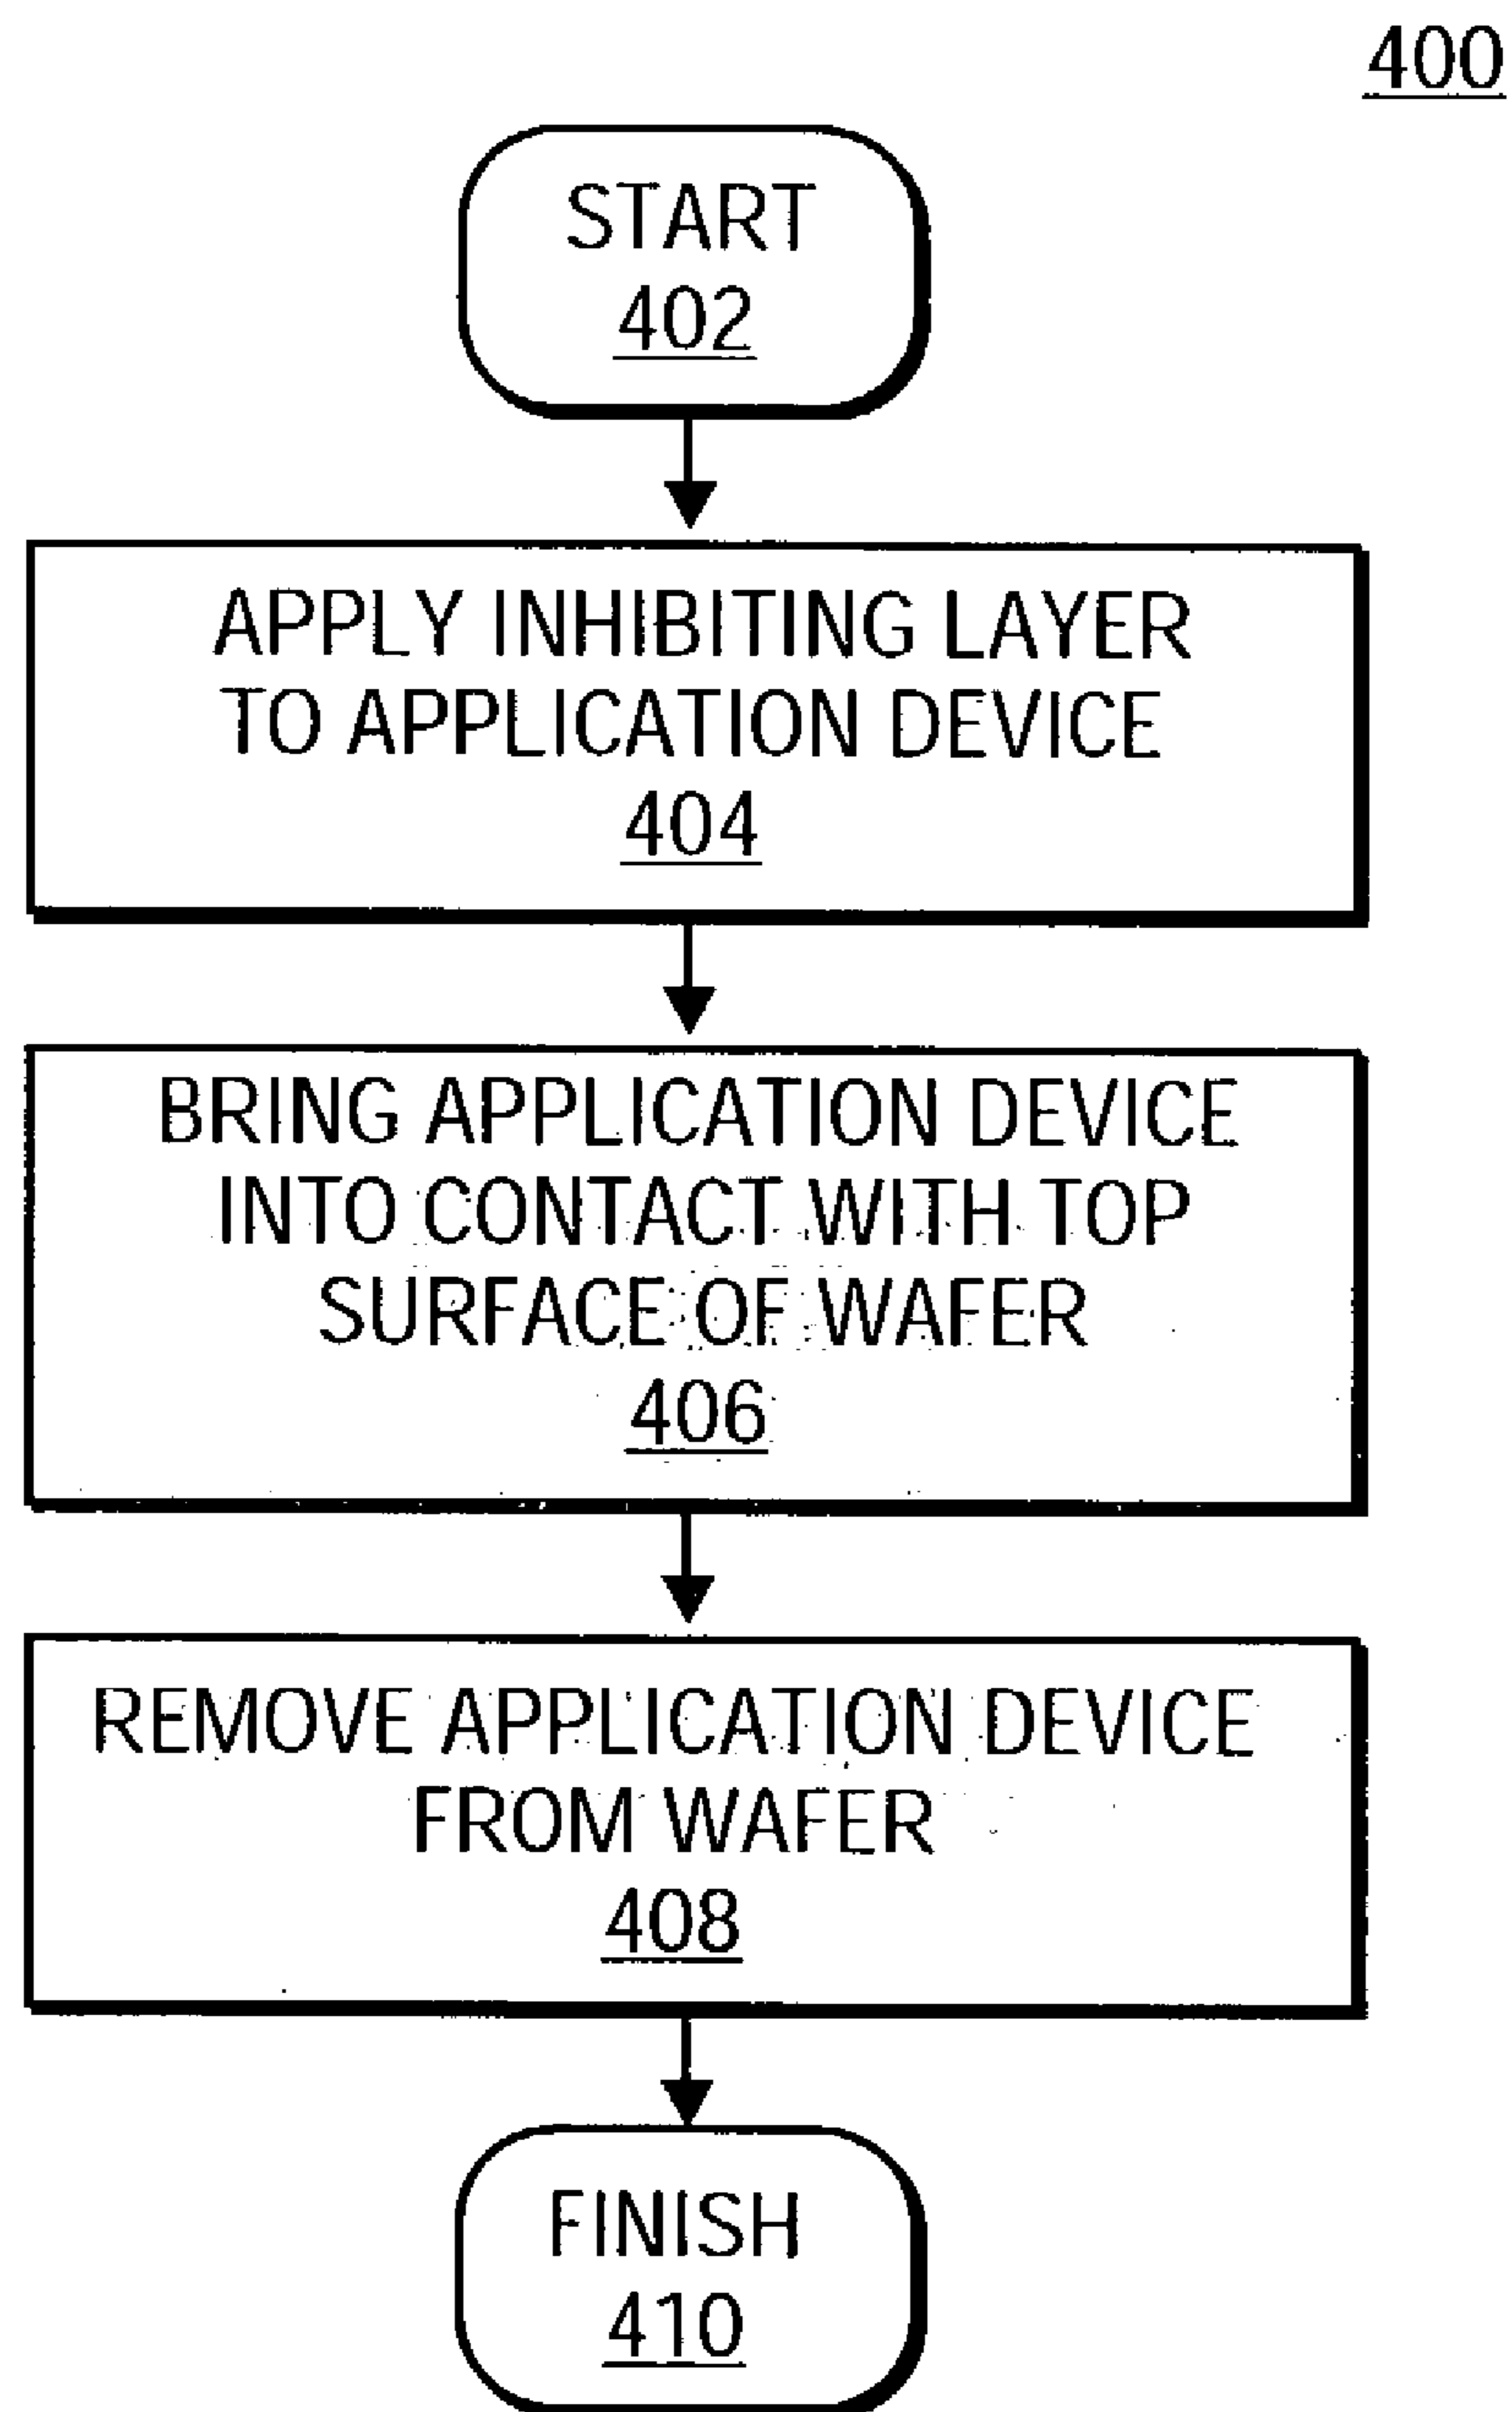 400
START
402
APPLY INHIBITING LAYER
TO APPLICATION DEVICE
404
BRING APPLICATION DEVICE
INTO CONTACT WITH TOP
SURFACE OF WAFER
406
REMOVE APPLICATION DEVICE
FROM WAFER
408
FINISH
410